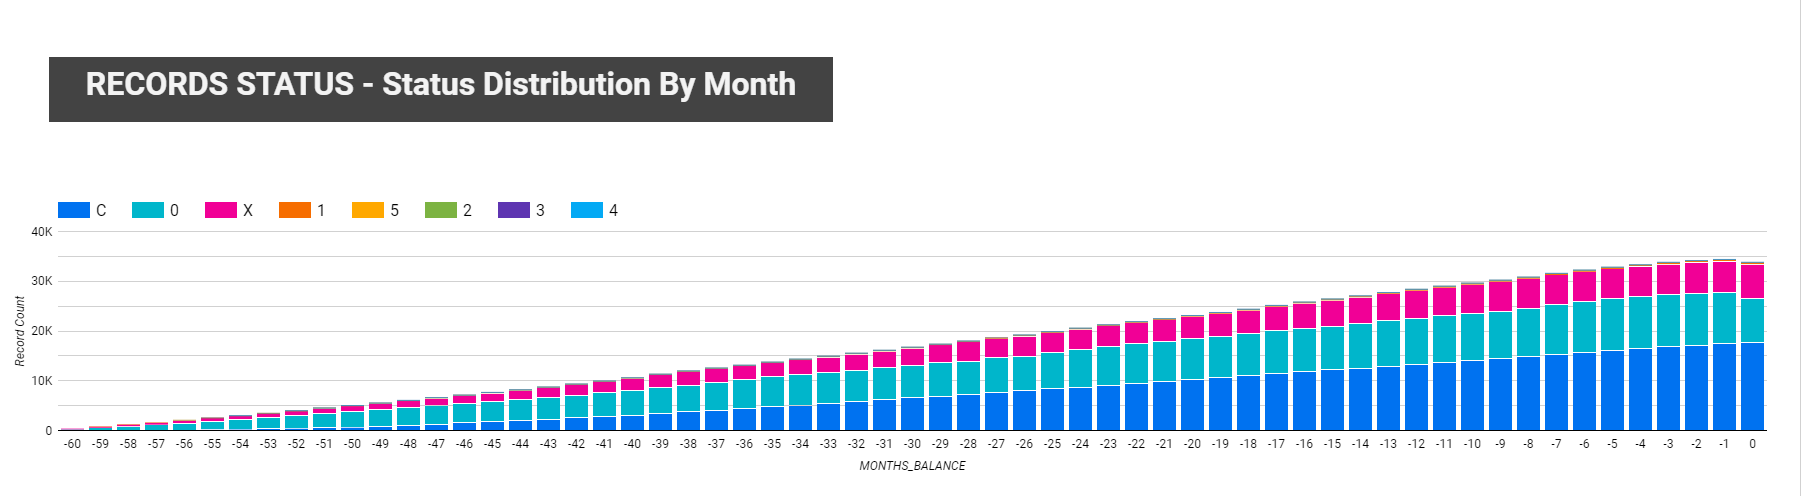 RECORDS STATUS - Status Distribution By Month
C 0 X 1 5 2 3 4
40K
30K
20K
10K
0
Record Count
-60 -59 -58 -57 -56 -55 -54 -53 -52 -51 -50 -49 -48 -47 -46 -45 -44 -43 -42 -41 -40 -39 -38 -37 -36 -35 -34 -33 -32 -31 -30 -29 -28 -27 -26 -25 -24 -23 -22 -21 -20 -19 -18 -17 -16 -15 -14 -13 -12 -11 -10 -9 -8 -7 -6 -5 -4 -3 -2 -1 0
MONTHS_BALANCE